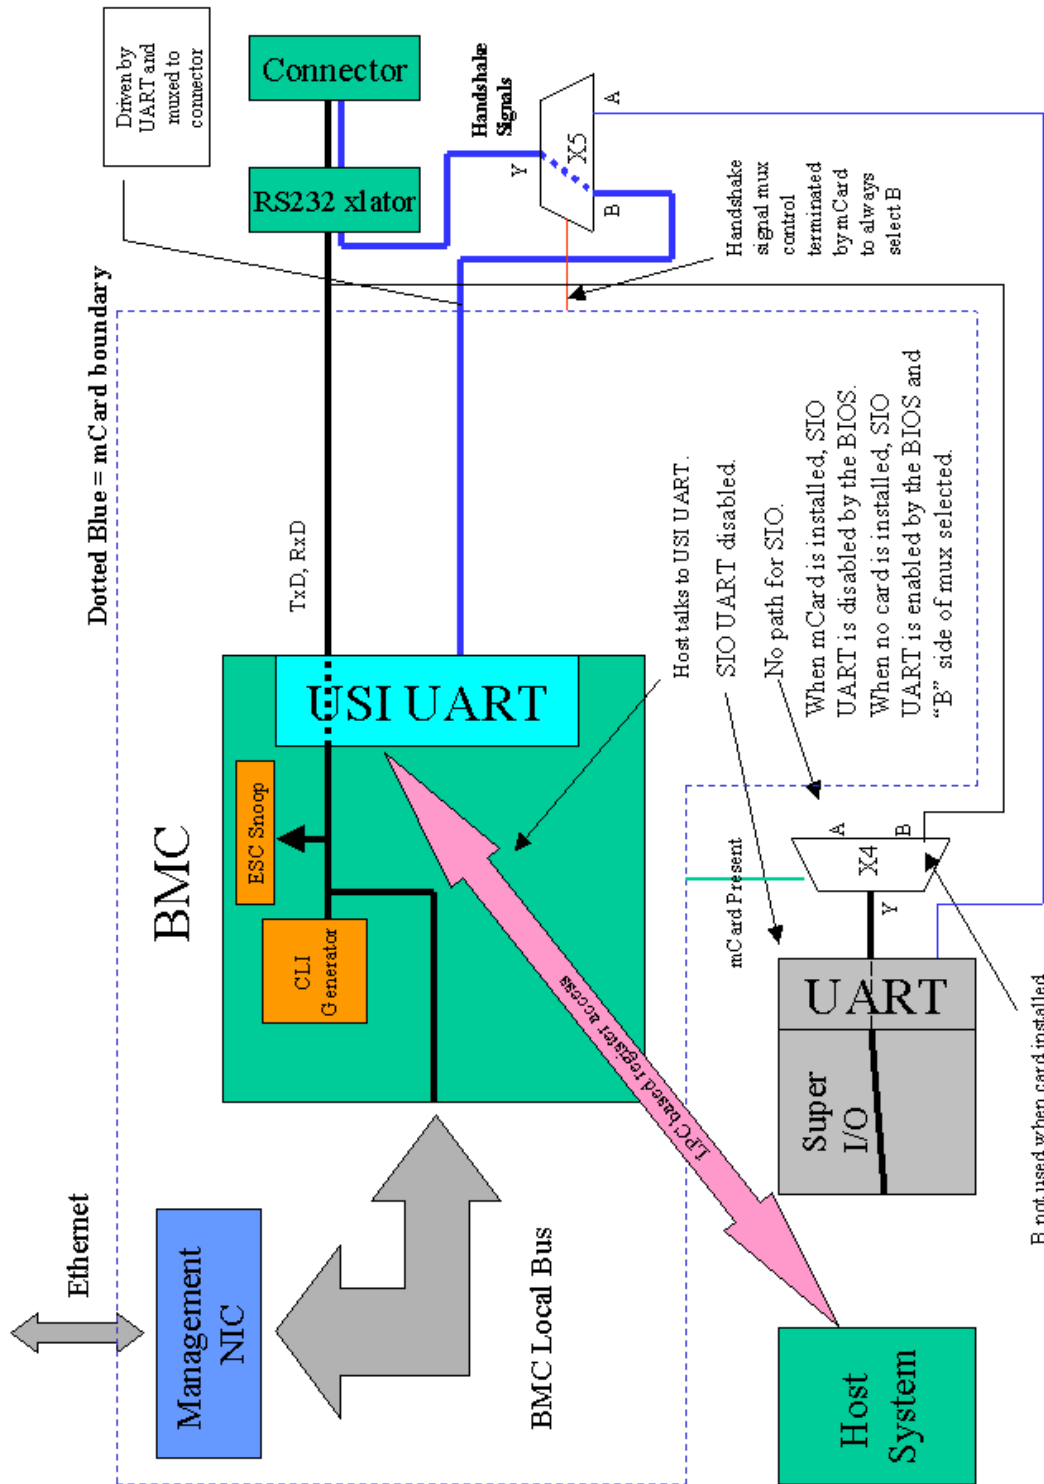 Driven by
UART and
muxed to
connector
Connector
RS232 xlator
Handshake
Signals
Y
X5
A
B
Handshake
signal mux
control
terminated
by mCard
to always
select B
Dotted Blue = mCard boundary
TxD, RxD
BMC
USI UART
ESC Snoop
CLI
Generator
Host talks to USI UART.
SIO UART disabled.
No path for SIO.
When mCard is installed, SIO
UART is disabled by the BIOS.
When no card is installed, SIO
UART is enabled by the BIOS and
“B” side of mux selected.
mCard Present
A
B
X4
Y
UART
Super
I/O
B not used when card installed
LPC based register access
Ethernet
Management
NIC
BMC Local Bus
Host
System